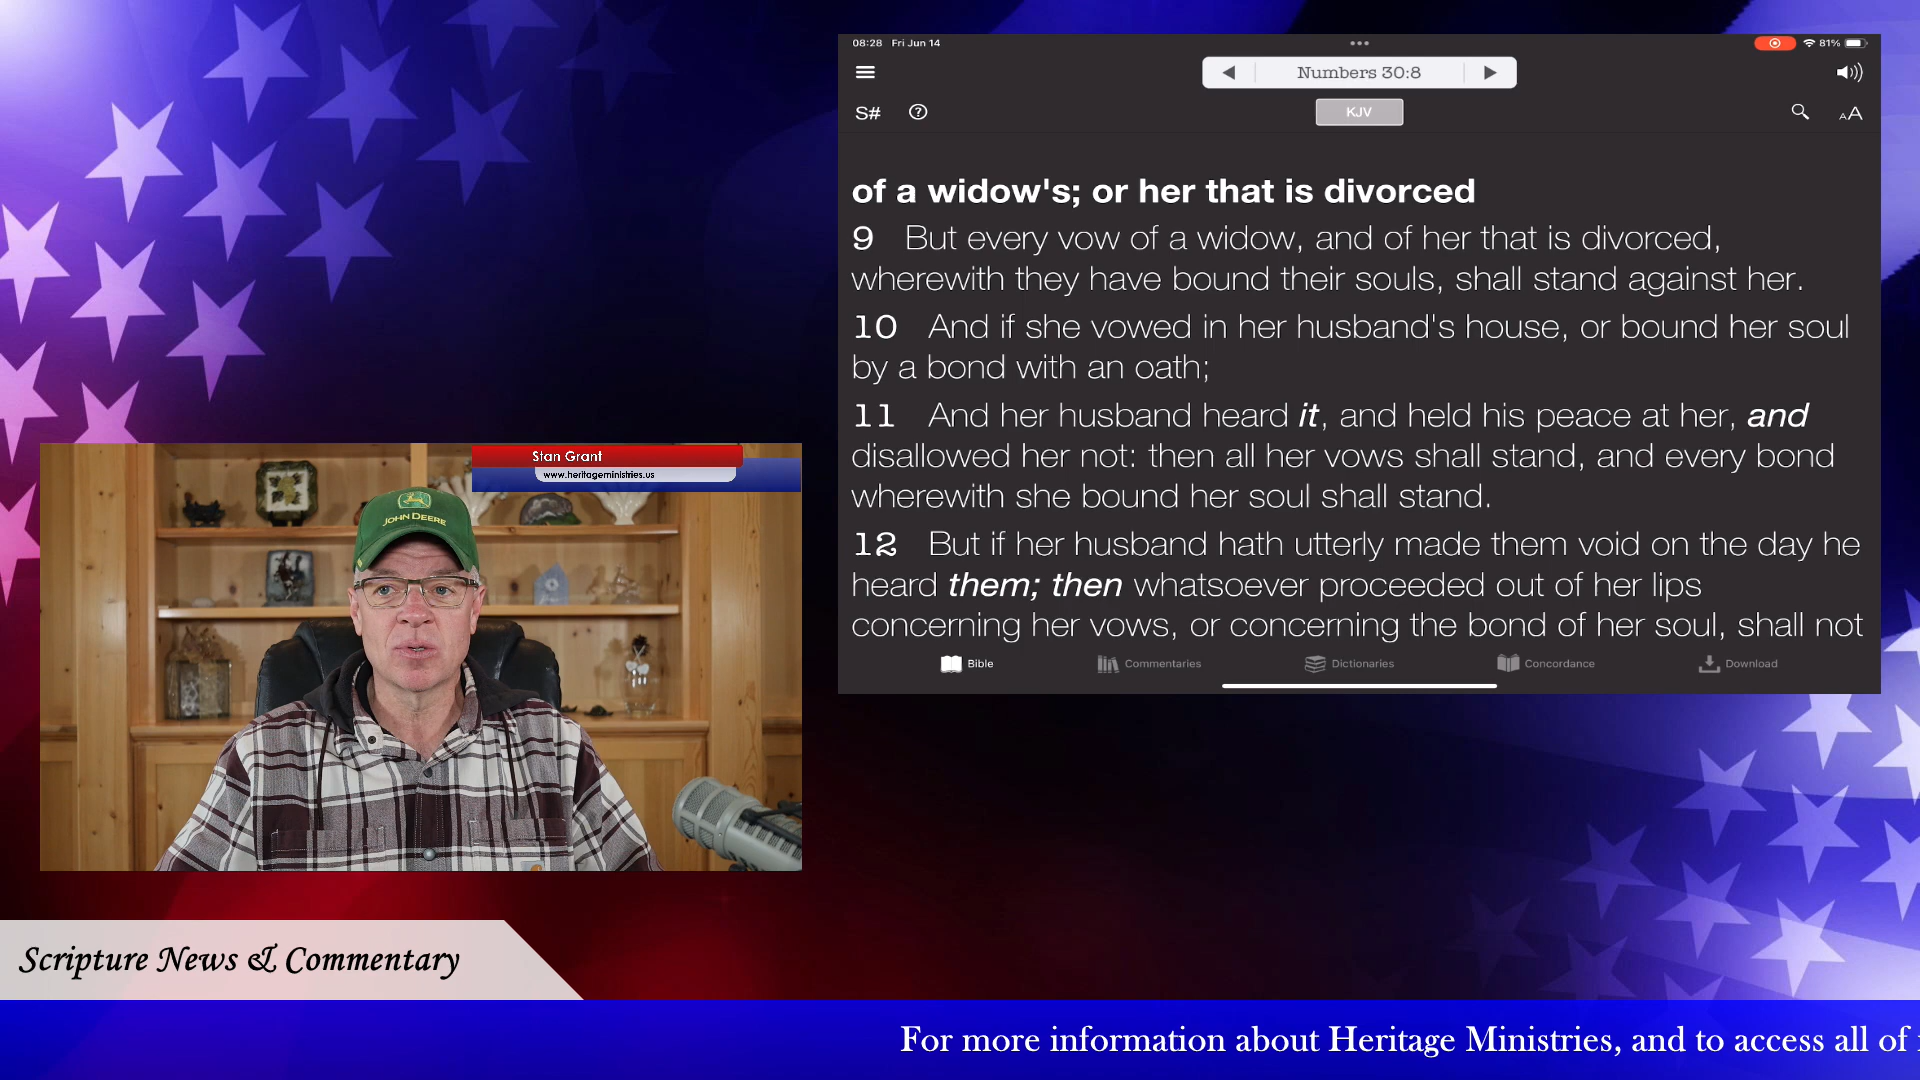 08:28 Fri Jun 14
81%
Numbers 30:8
S#
KJV
AA
of a widow's; or her that is divorced
9 But every vow of a widow, and of her that is divorced,
wherewith they have bound their souls, shall stand against her.
10 And if she vowed in her husband's house, or bound her soul
by a bond with an oath;
11 And her husband heard it, and held his peace at her, and
disallowed her not: then all her vows shall stand, and every bond
wherewith she bound her soul shall stand.
12 But if her husband hath utterly made them void on the day he
heard them; then whatsoever proceeded out of her lips
concerning her vows, or concerning the bond of her soul, shall not
Bible Commentaries Dictionaries Concordance Download
Stan Grant
www.heritageministries.us
JOHN DEERE
Scripture News & Commentary
For more information about Heritage Ministries, and to access all of